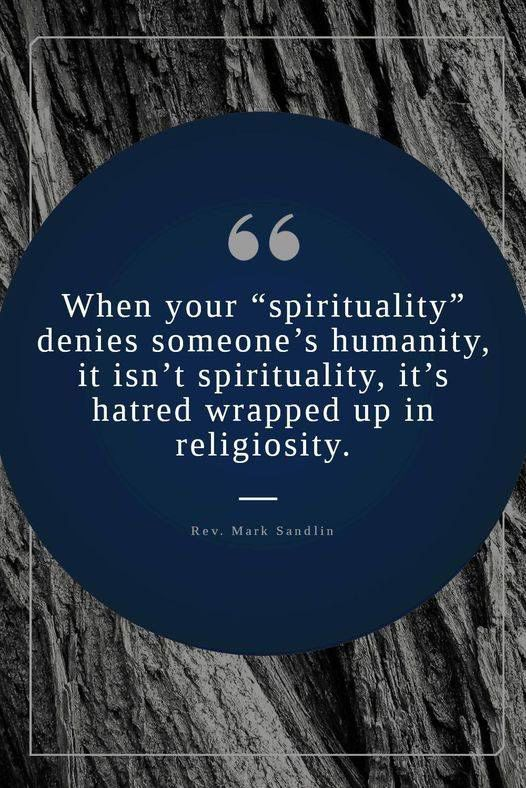 “
When your “spirituality”
denies someone’s humanity,
it isn’t spirituality, it’s
hatred wrapped up in
religiosity.
Rev. Mark Sandlin